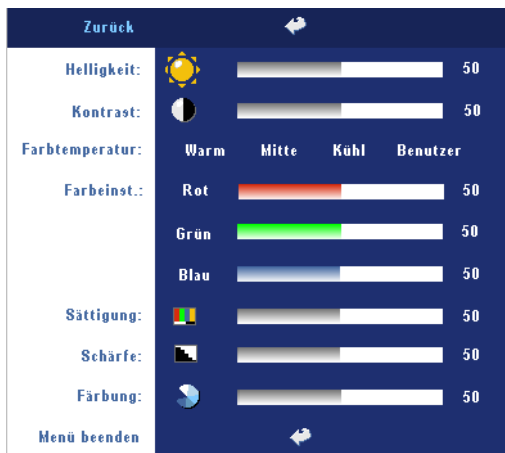 Zurück
Helligkeit: 50
Kontrast: 50
Farbtemperatur: Warm Mitte Kühl Benutzer
Farbeinst.: Rot 50
Grün 50
Blau 50
Sättigung: 50
Schärfe: 50
Färbung: 50
Menü beenden